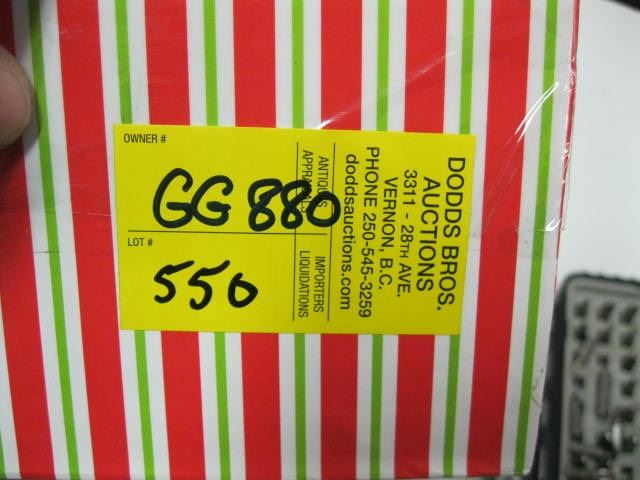 OWNER #
GG 880
LOT #
550
DODDS BROS.
AUCTIONS
3311 - 28TH AVE.
VERNON, B.C.
PHONE 250-545-3259
doddsauctions.com
ANTIQUES
APPRAISALS
IMPORTERS
LIQUIDATIONS